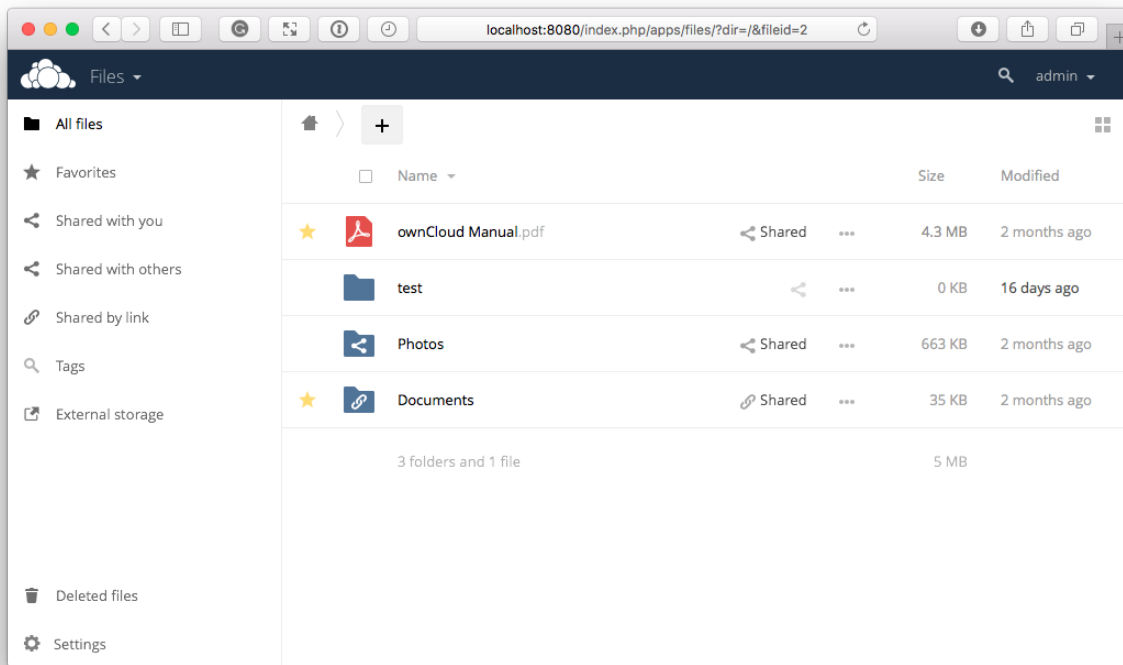 localhost:8080/index.php/apps/files/?dir=/&fileid=2
Files
admin
All files
Favorites
Shared with you
Shared with others
Shared by link
Tags
External storage
Deleted files
Settings
Name Size Modified
ownCloud Manual.pdf Shared 4.3 MB 2 months ago
test 0 KB 16 days ago
Photos Shared 663 KB 2 months ago
Documents Shared 35 KB 2 months ago
3 folders and 1 file 5 MB